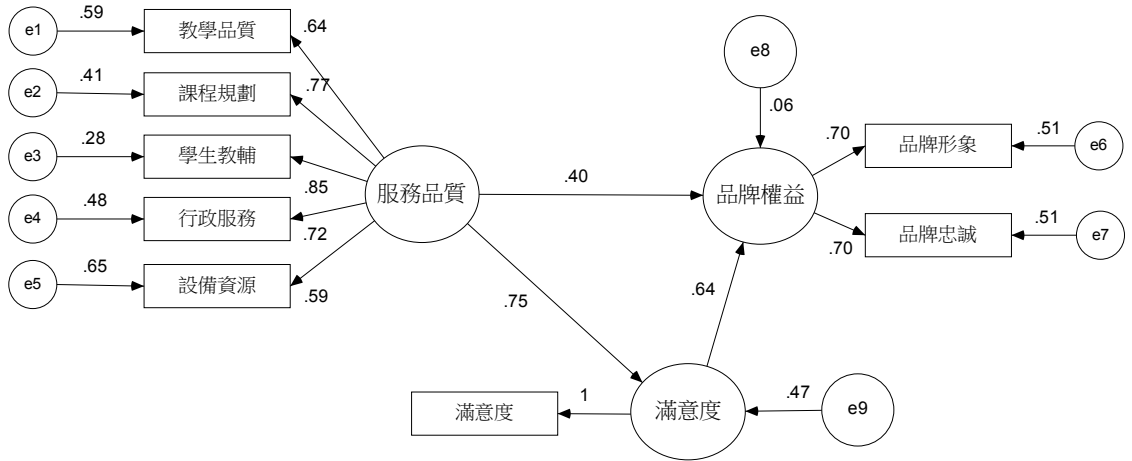 e1
.59
教學品質
.64
e2
.41
課程規劃
.77
e3
.28
學生教輔
.85
e4
.48
行政服務
.72
e5
.65
設備資源
.59
服務品質
.40
.75
e8
.06
品牌權益
.70
品牌形象
.51
e6
.70
品牌忠誠
.51
e7
.64
滿意度
1
滿意度
.47
e9